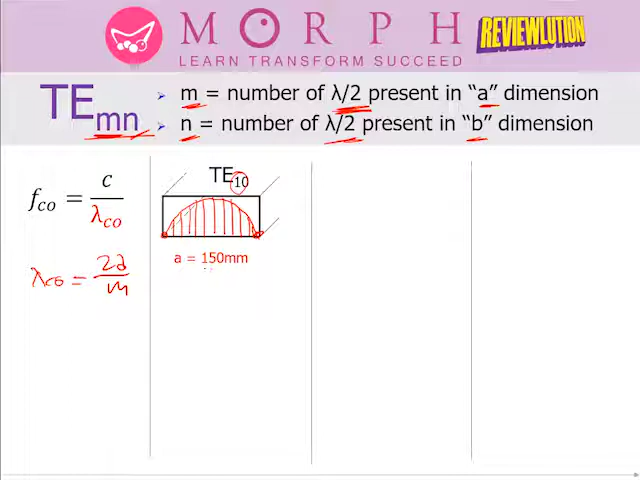 MORPH
REVIEWLUTION
LEARN TRANSFORM SUCCEED
TEmn
➢ m = number of λ/2 present in “a” dimension
➢ n = number of λ/2 present in “b” dimension
fCO = c / λCO
TE10
a = 150mm
λco = 2a / m